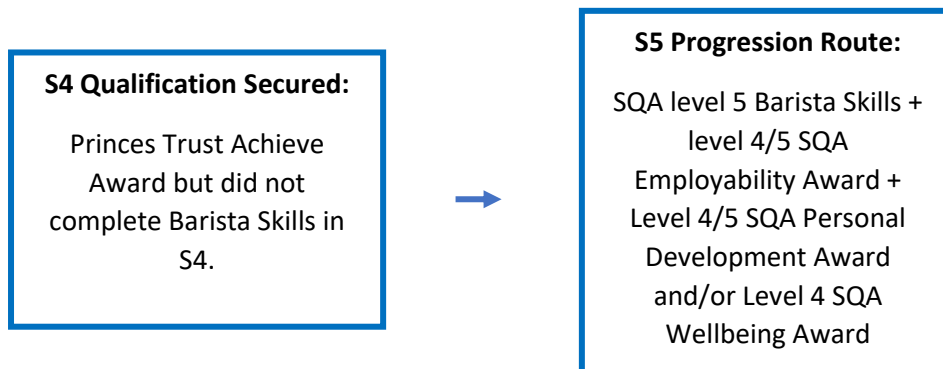 S4 Qualification Secured:
Princes Trust Achieve
Award but did not
complete Barista Skills in
S4.
S5 Progression Route:
SQA level 5 Barista Skills +
level 4/5 SQA
Employability Award +
Level 4/5 SQA Personal
Development Award
and/or Level 4 SQA
Wellbeing Award